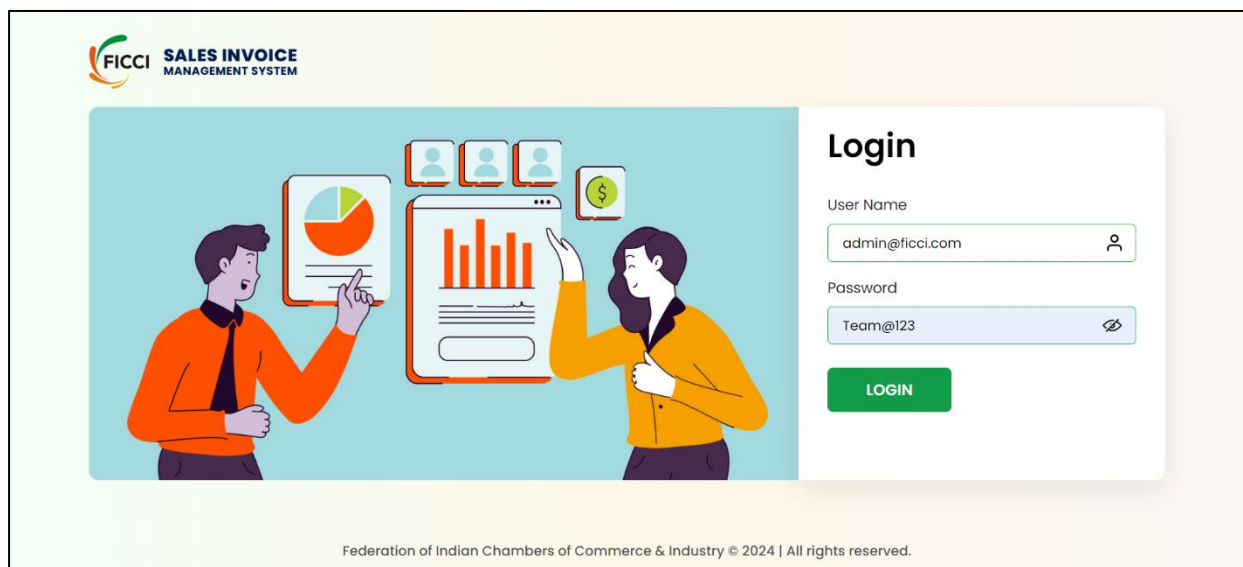 FICCI
SALES INVOICE
MANAGEMENT SYSTEM
$
Login
User Name
admin@ficci.com
Password
Team@123
LOGIN
Federation of Indian Chambers of Commerce & Industry © 2024 | All rights reserved.